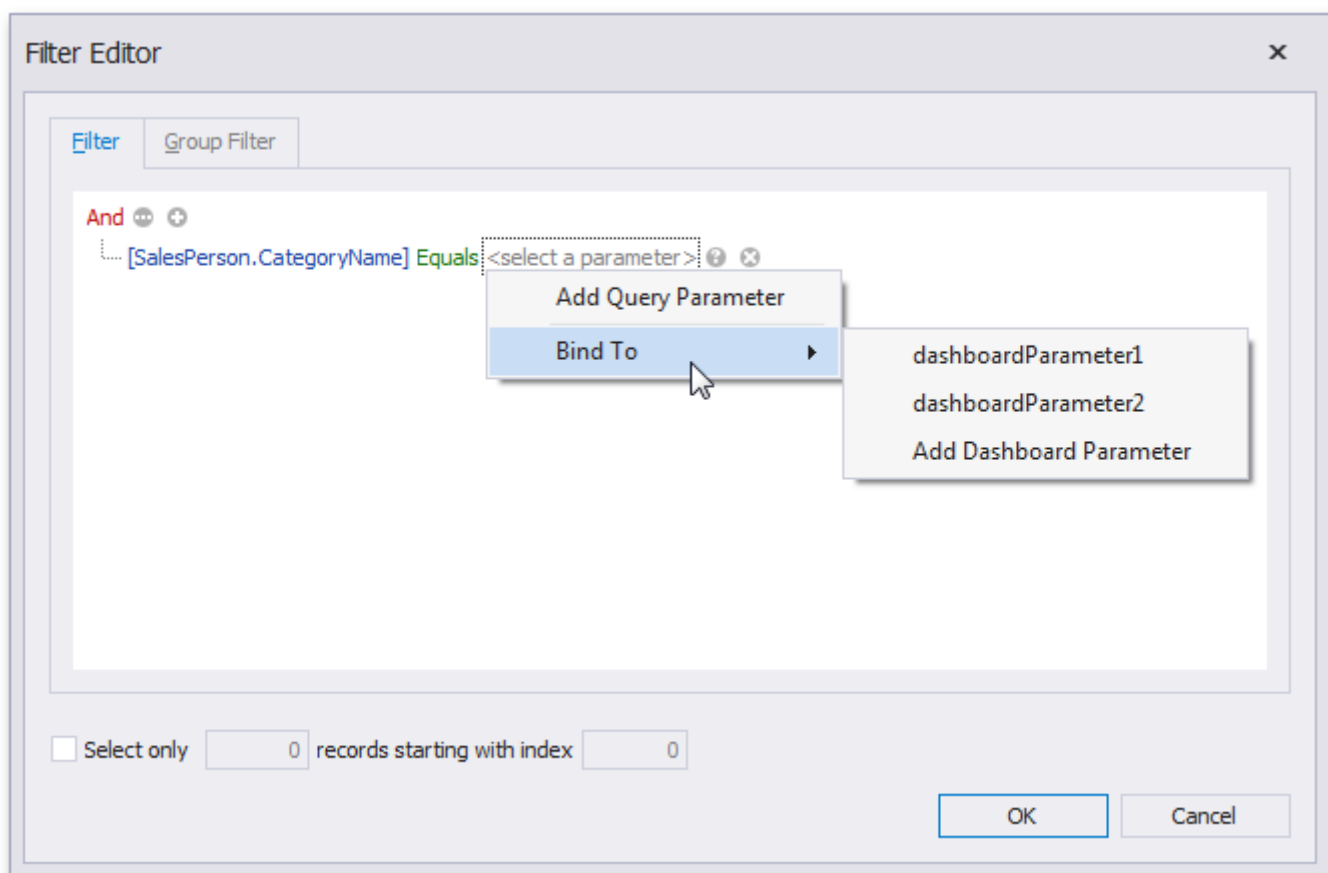 Filter Editor
Filter Group Filter
And
[SalesPerson.CategoryName] Equals <select a parameter>
Add Query Parameter
Bind To
dashboardParameter1
dashboardParameter2
Add Dashboard Parameter
Select only 0 records starting with index 0
OK Cancel